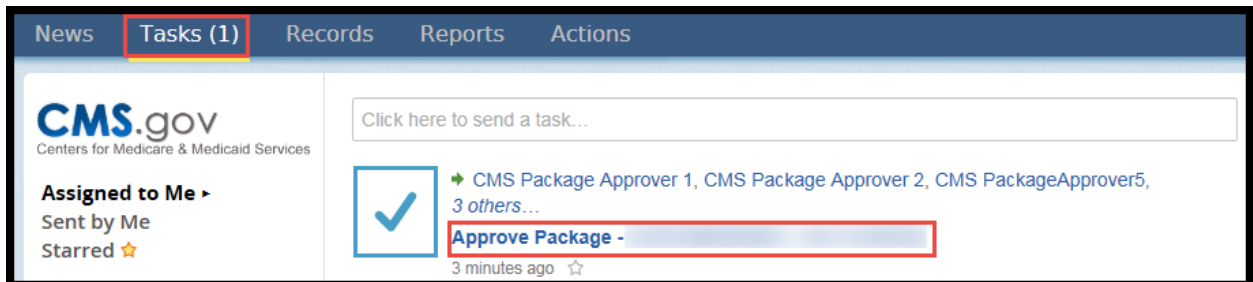 News Tasks (1) Records Reports Actions
CMS.gov
Centers for Medicare & Medicaid Services
Assigned to Me ▸
Sent by Me
Starred
Click here to send a task...
CMS Package Approver 1, CMS Package Approver 2, CMS PackageApprover5,
3 others...
Approve Package -
3 minutes ago